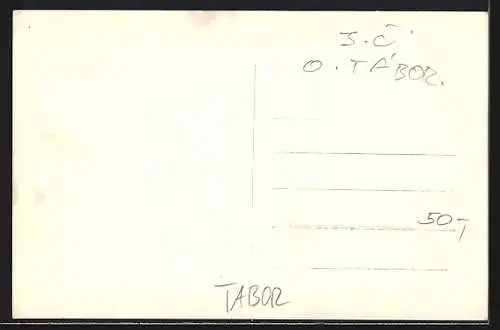 J.Č.
O. TÁBOR.
50,-
TABOR